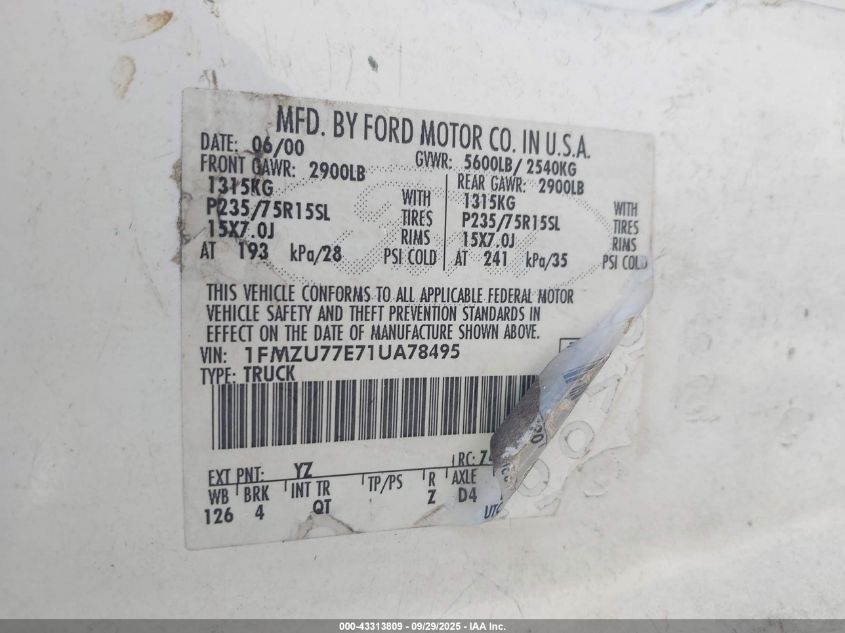 MFD. BY FORD MOTOR CO. IN U.S.A.
DATE: 06/00 GVWR: 5600LB/ 2540KG
FRONT GAWR: 2900LB REAR GAWR: 2900LB
1315KG WITH 1315KG WITH
P235/75R15SL TIRES P235/75R15SL TIRES
15X7.0J RIMS 15X7.0J RIMS
AT 193 kPa/28 PSI COLD AT 241 kPa/35 PSI COLD
THIS VEHICLE CONFORMS TO ALL APPLICABLE FEDERAL MOTOR
VEHICLE SAFETY AND THEFT PREVENTION STANDARDS IN
EFFECT ON THE DATE OF MANUFACTURE SHOWN ABOVE.
VIN: 1FMZU77E71UA78495
TYPE: TRUCK
EXT PNT: YZ RC:
WB BRK INT TR TP/PS R AXLE
126 4 QT Z D4
000-43313809 - 09/29/2025 - IAA Inc.